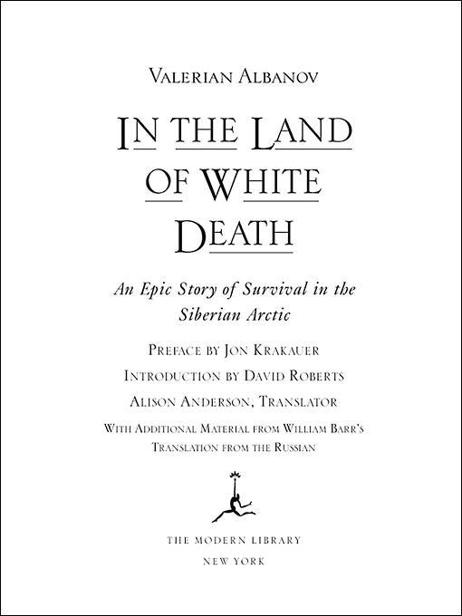 VALERIAN ALBANOV
IN THE LAND
OF WHITE
DEATH
An Epic Story of Survival in the
Siberian Arctic
PREFACE BY JON KRAKAUER
INTRODUCTION BY DAVID ROBERTS
ALISON ANDERSON, TRANSLATOR
WITH ADDITIONAL MATERIAL FROM WILLIAM BARR'S
TRANSLATION FROM THE RUSSIAN
THE MODERN LIBRARY
NEW YORK